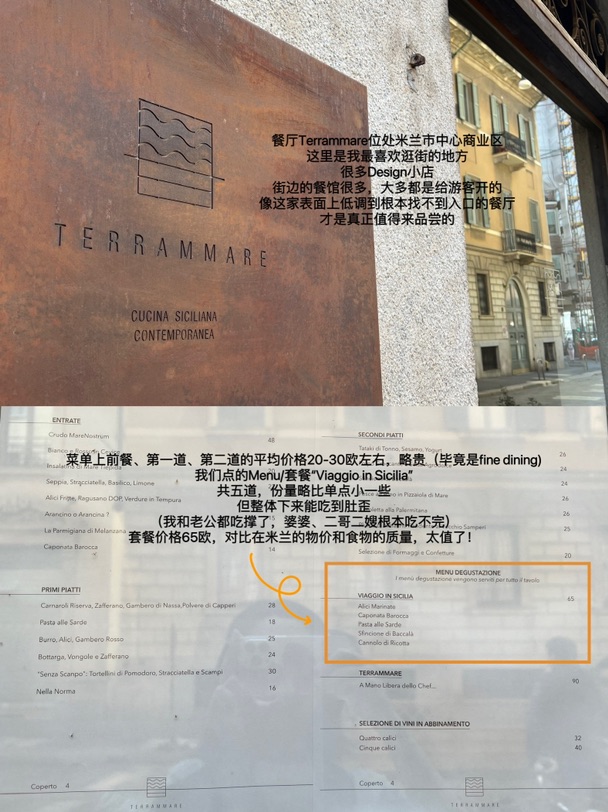 餐厅Terrammare位处米兰市中心商业区
这里是我最喜欢逛街的地方
很多Design小店
街边的餐馆很多，大多都是给游客开的
像这家表面上低调到根本找不到入口的餐厅
才是真正值得来品尝的
TERRAMMARE
CUCINA SICILIANA
CONTEMPORANEA
菜单上前餐、第一道、第二道的平均价格20-30欧左右，略贵（毕竟是fine dining)
我们点的Menu/套餐“Viaggio in Sicilia”
共五道，份量略比单点小一些
但整体下来能吃到肚歪
（我和老公都吃撑了，婆婆、二哥二嫂根本吃不完）
套餐价格65欧，对比在米兰的物价和食物的质量，太值了！
ENTRATE
Crudo MareNostrum 48
Bianco e
Insalatina di Mare
Seppia, Stracciatella, Basilico, Limone
Alici Fritte, Ragusano DOP, Verdure in Tempura
Arancino o Arancina ?
La Parmigiana di Melanzana
Caponata Barocca 14
PRIMI PIATTI
Carnaroli Riserva, Zafferano, Gambero di Nassa,Polvere di Capperi 28
Pasta alle Sarde 18
Burro, Alici, Gambero Rosso 25
Bottarga, Vongole e Zafferano 24
"Senza Scanpo": Tortellini di Pomodoro, Stracciatella e Scampi 30
Nella Norma 16
Coperto 4
TERRAMMARE
SECONDI PIATTI
Tataki di Tonno, Sesamo, Yogurt 26
24
in Pizzaiola di Mare 24
alla Palermitana 26
25
Selezione di Formaggi e Confetture 20
MENU DEGUSTAZIONE
I menù degustazione vengono serviti per tutto il tavolo
VIAGGIO IN SICILIA 65
Alici Marinate
Caponata Barocca
Pasta alle Sarde
Sfincione di Baccalà
Cannolo di Ricotta
TERRAMMARE
A Mano Libera dello Chef... 90
SELEZIONE DI VINI IN ABBINAMENTO
Quattro calici 32
Cinque calici 40
Coperto 4
TERRAMMARE